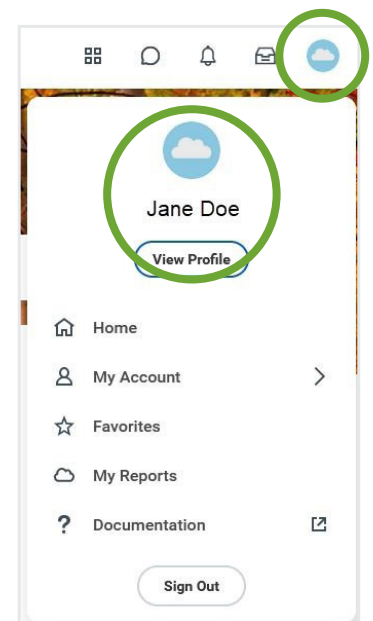 Jane Doe
View Profile
Home
My Account
Favorites
My Reports
? Documentation
Sign Out